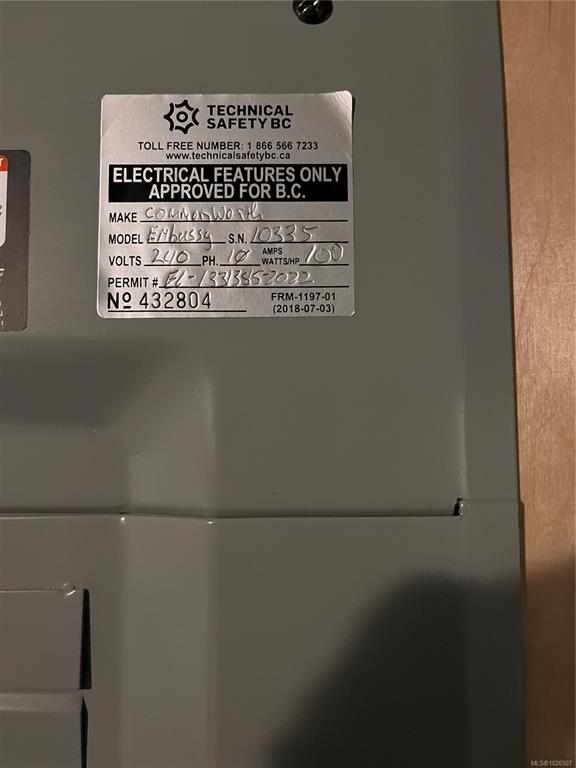 TECHNICAL
SAFETY BC
TOLL FREE NUMBER: 1 866 566 7233
www.technicalsafetybc.ca
ELECTRICAL FEATURES ONLY
APPROVED FOR B.C.
MAKE Commonworth
MODEL Embassy S.N. 10335
VOLTS 240 PH. 1Ø AMPS WATTS/HP 100
PERMIT # EL-
Nº 432804 FRM-1197-01
(2018-07-03)
MLS®1026507